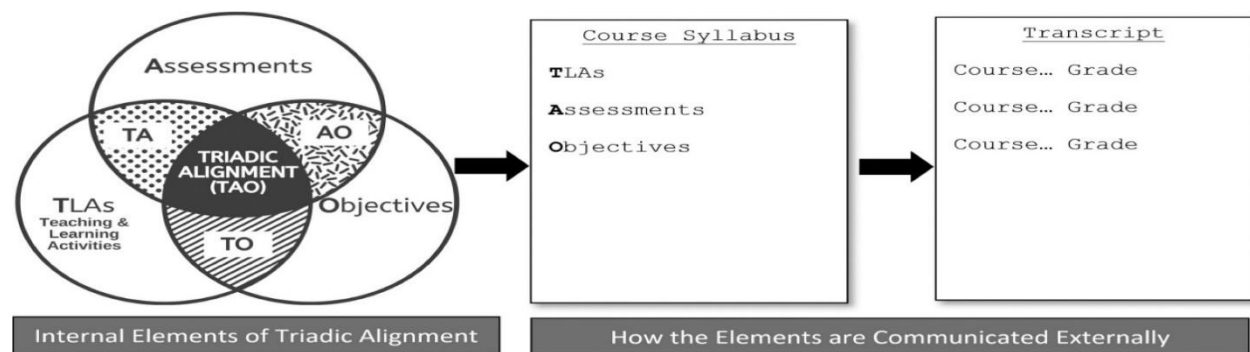 Assessments
TA
AO
TRIADIC
ALIGNMENT
(TAO)
TLAs
Teaching &
Learning
Activities
Objectives
TO
Internal Elements of Triadic Alignment
Course Syllabus
TLAs
Assessments
Objectives
Transcript
Course… Grade
Course… Grade
Course… Grade
How the Elements are Communicated Externally